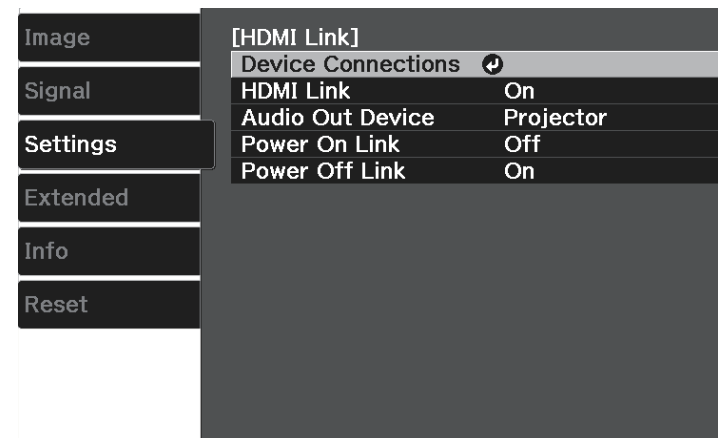 Image
Signal
Settings
Extended
Info
Reset
[HDMI Link]
Device Connections
HDMI Link On
Audio Out Device Projector
Power On Link Off
Power Off Link On